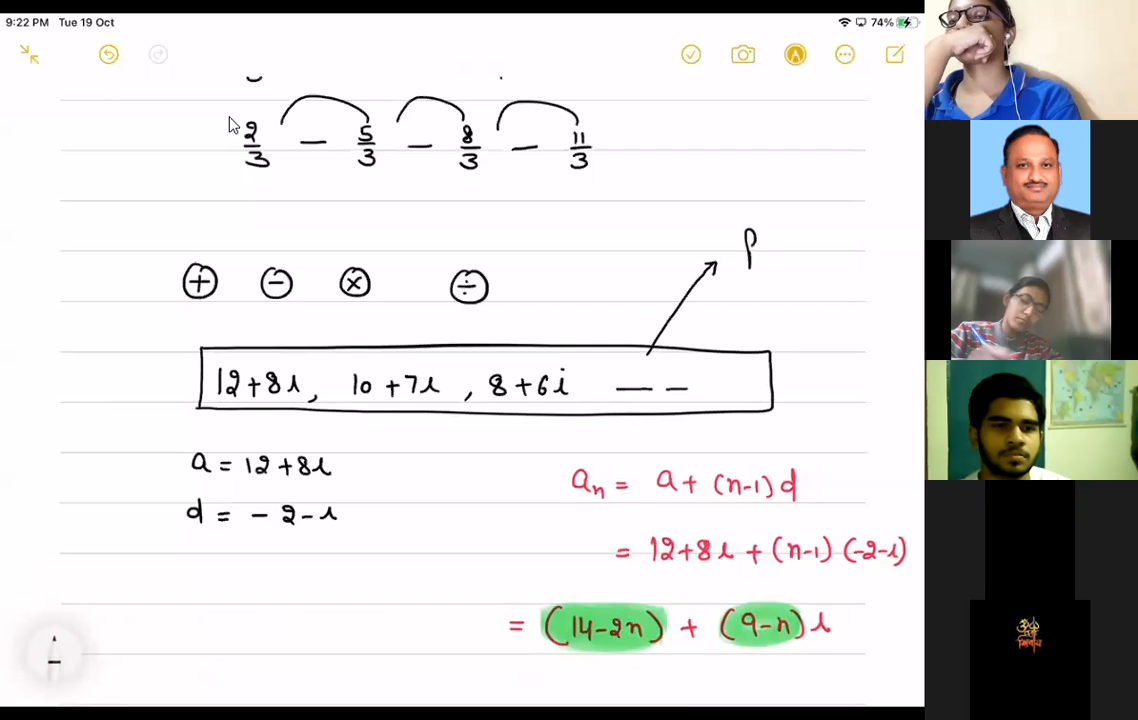 9:22 PM Tue 19 Oct 74%
2/3 — 5/3 — 8/3 — 11/3
P
+ − × ÷
12+8i, 10+7i, 8+6i — —
a = 12+8i
d = -2-i
aₙ = a+(n-1)d
= 12+8i+(n-1)(-2-i)
= (14-2n) + (9-n)i